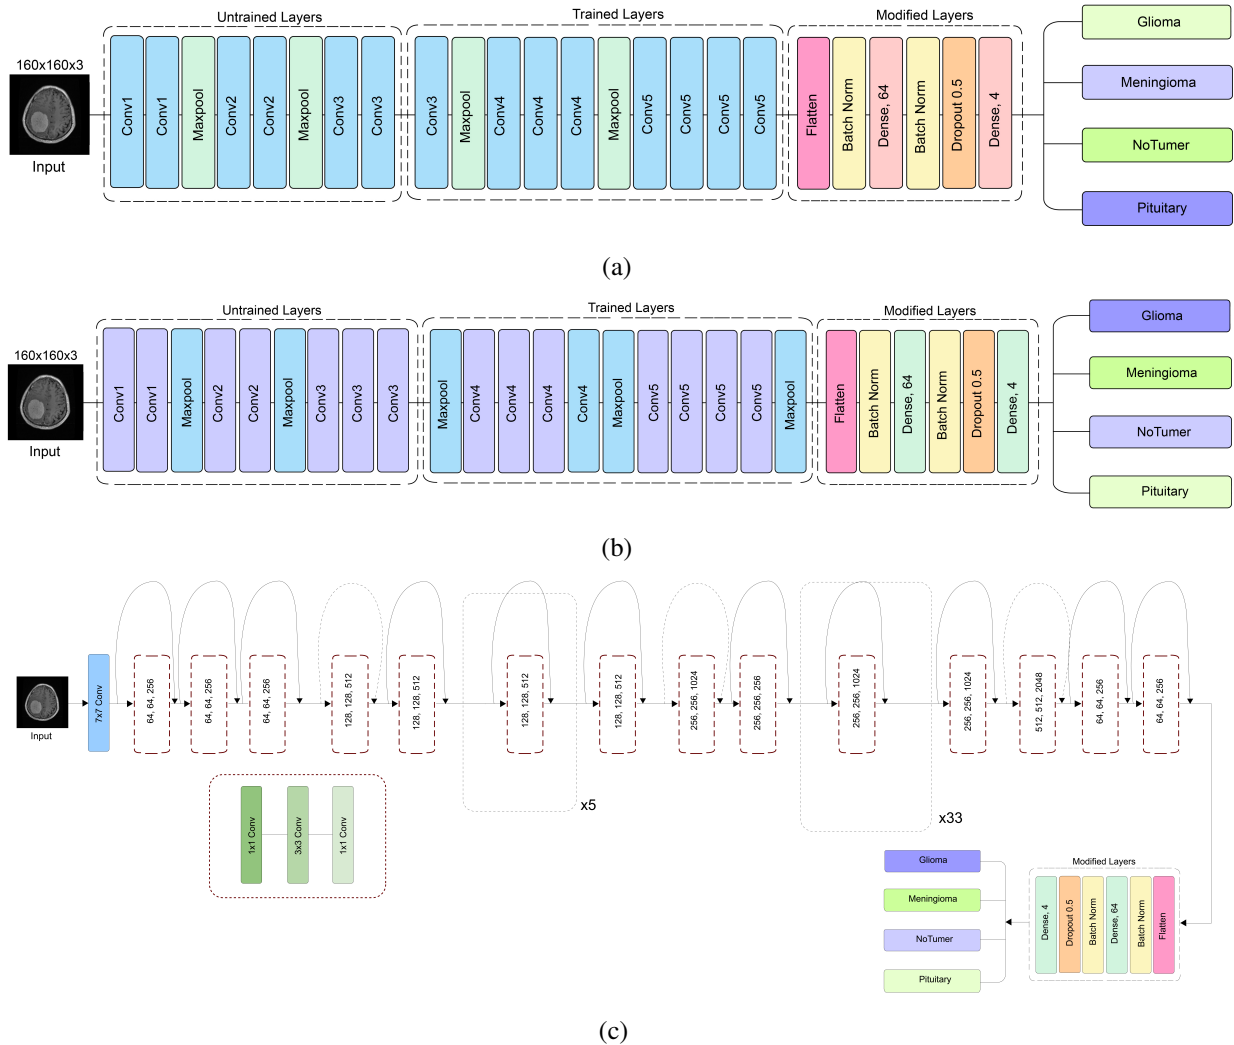 Untrained Layers
Trained Layers
Modified Layers
160x160x3
Input
Conv1
Conv1
Maxpool
Conv2
Conv2
Maxpool
Conv3
Conv3
Conv3
Maxpool
Conv4
Conv4
Conv4
Maxpool
Conv5
Conv5
Conv5
Conv5
Flatten
Batch Norm
Dense, 64
Batch Norm
Dropout 0.5
Dense, 4
Glioma
Meningioma
NoTumer
Pituitary
(a)
Untrained Layers
Trained Layers
Modified Layers
160x160x3
Input
Conv1
Conv1
Maxpool
Conv2
Conv2
Maxpool
Conv3
Conv3
Conv3
Maxpool
Conv4
Conv4
Conv4
Conv4
Maxpool
Conv5
Conv5
Conv5
Conv5
Maxpool
Flatten
Batch Norm
Dense, 64
Batch Norm
Dropout 0.5
Dense, 4
Glioma
Meningioma
NoTumer
Pituitary
(b)
Input
7x7 Conv
64, 64, 256
64, 64, 256
64, 64, 256
128, 128, 512
128, 128, 512
128, 128, 512
x5
128, 128, 512
256, 256, 1024
256, 256, 256
256, 256, 1024
x33
256, 256, 1024
512, 512, 2048
64, 64, 256
64, 64, 256
1x1 Conv
3x3 Conv
1x1 Conv
Glioma
Meningioma
NoTumer
Pituitary
Modified Layers
Dense, 4
Dropout 0.5
Batch Norm
Dense, 64
Batch Norm
Flatten
(c)